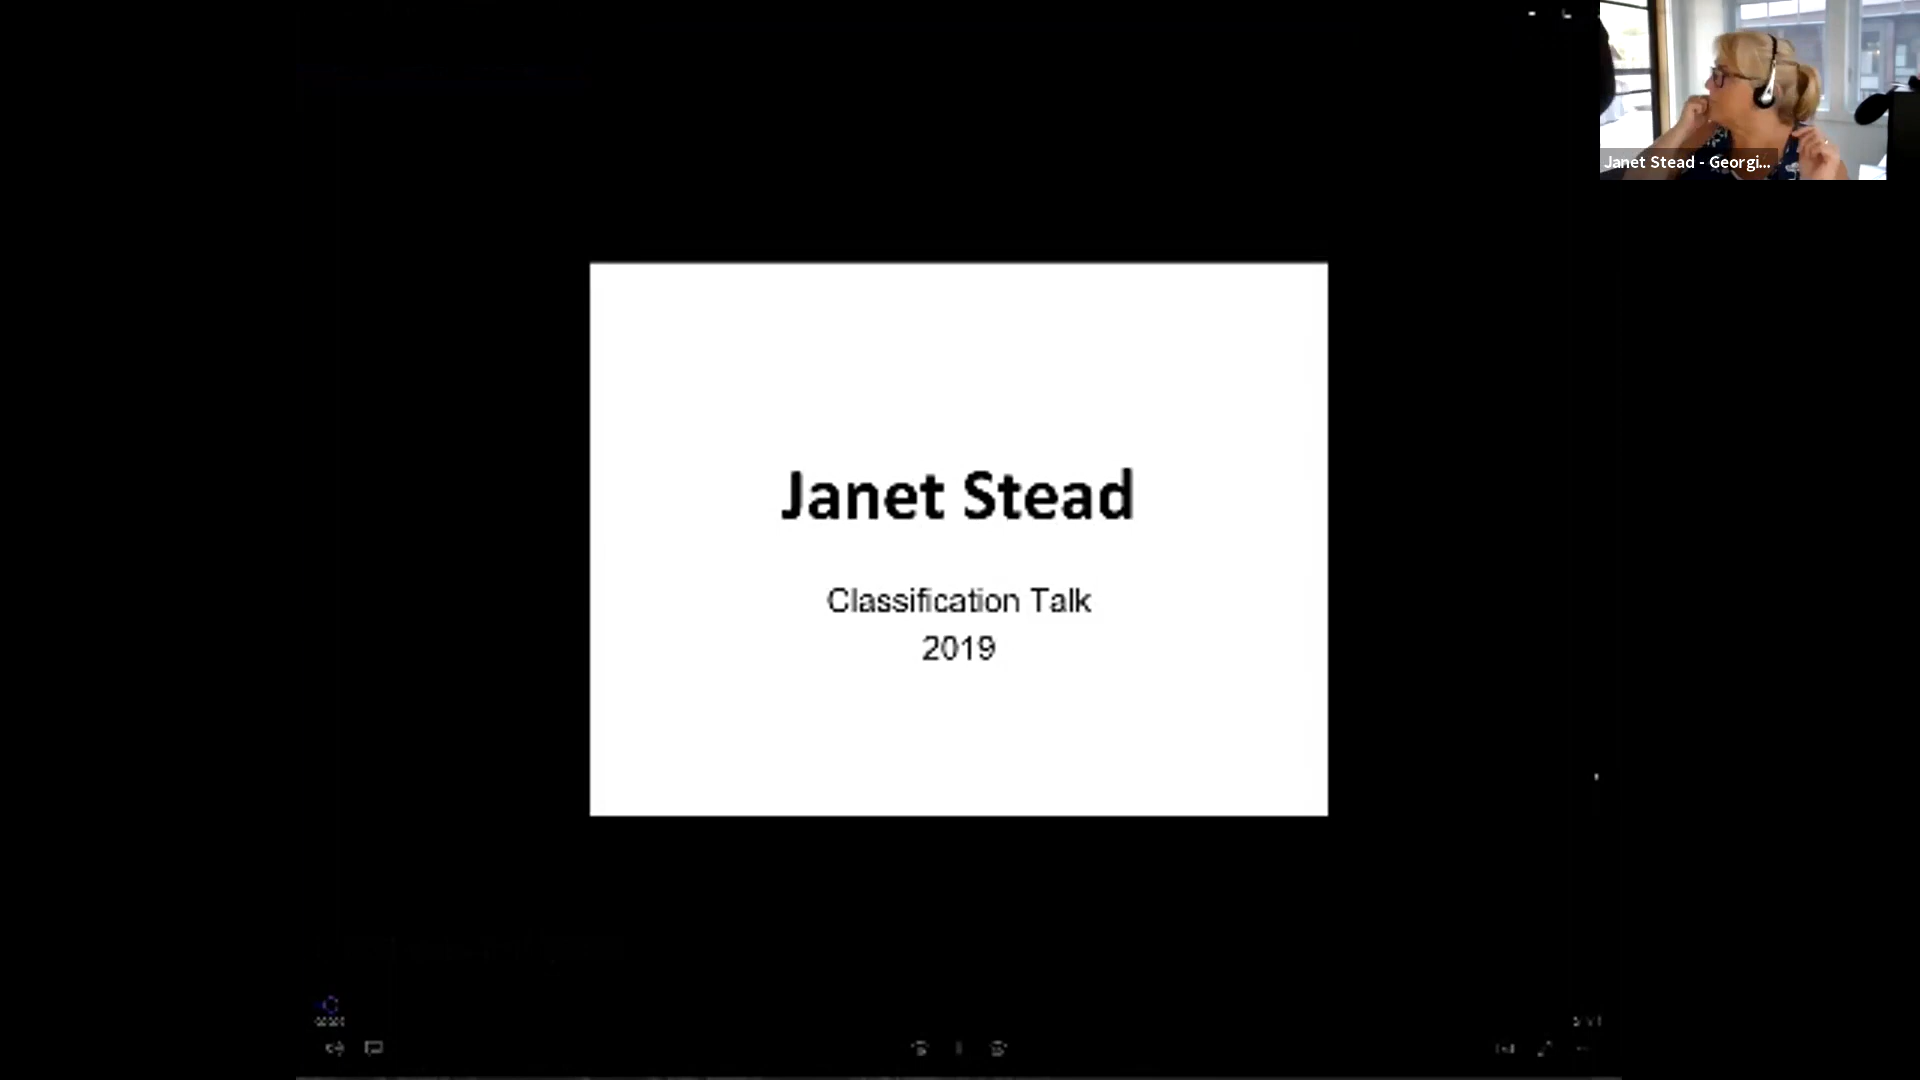 Janet Stead - Georgi...
Janet Stead
Classification Talk
2019